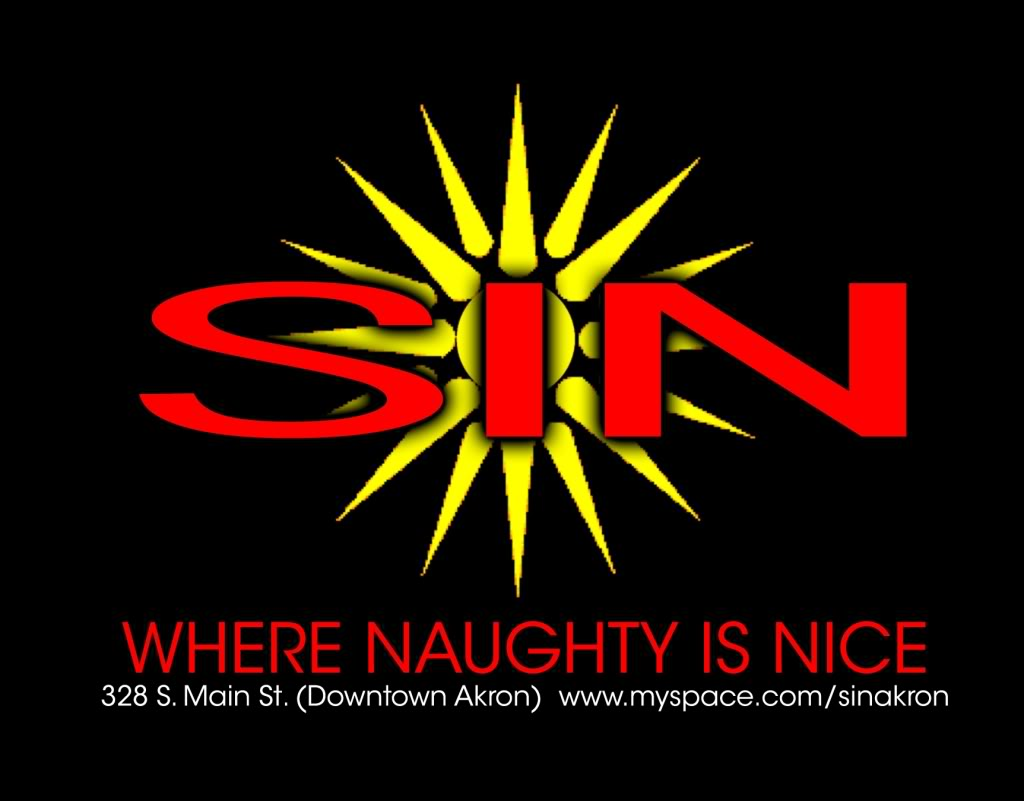 SIN
WHERE NAUGHTY IS NICE
328 S. Main St. (Downtown Akron)  www.myspace.com/sinakron